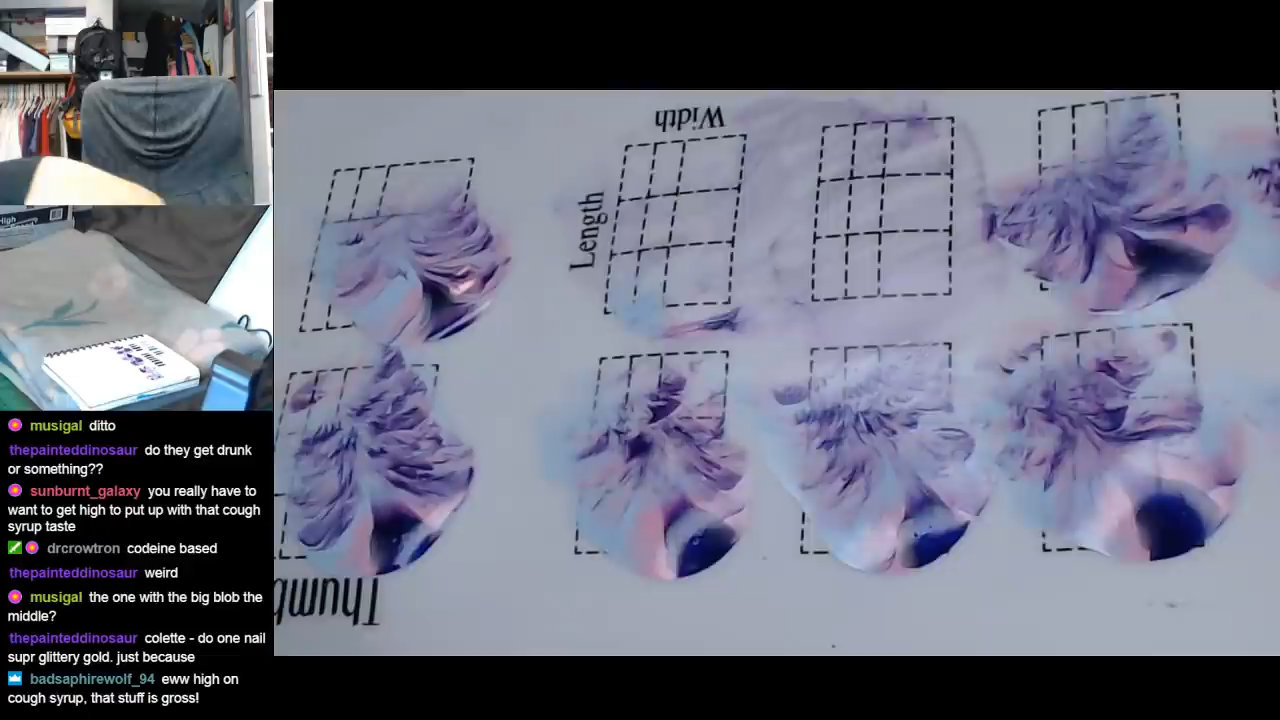 High
Width
Length
Thumb
musigal ditto
thepainteddinosaur do they get drunk
or something??
sunburnt_galaxy you really have to
want to get high to put up with that cough
syrup taste
drcrowtron codeine based
thepainteddinosaur weird
musigal the one with the big blob the
middle?
thepainteddinosaur colette - do one nail
supr glittery gold. just because
badsaphirewolf_94 eww high on
cough syrup, that stuff is gross!